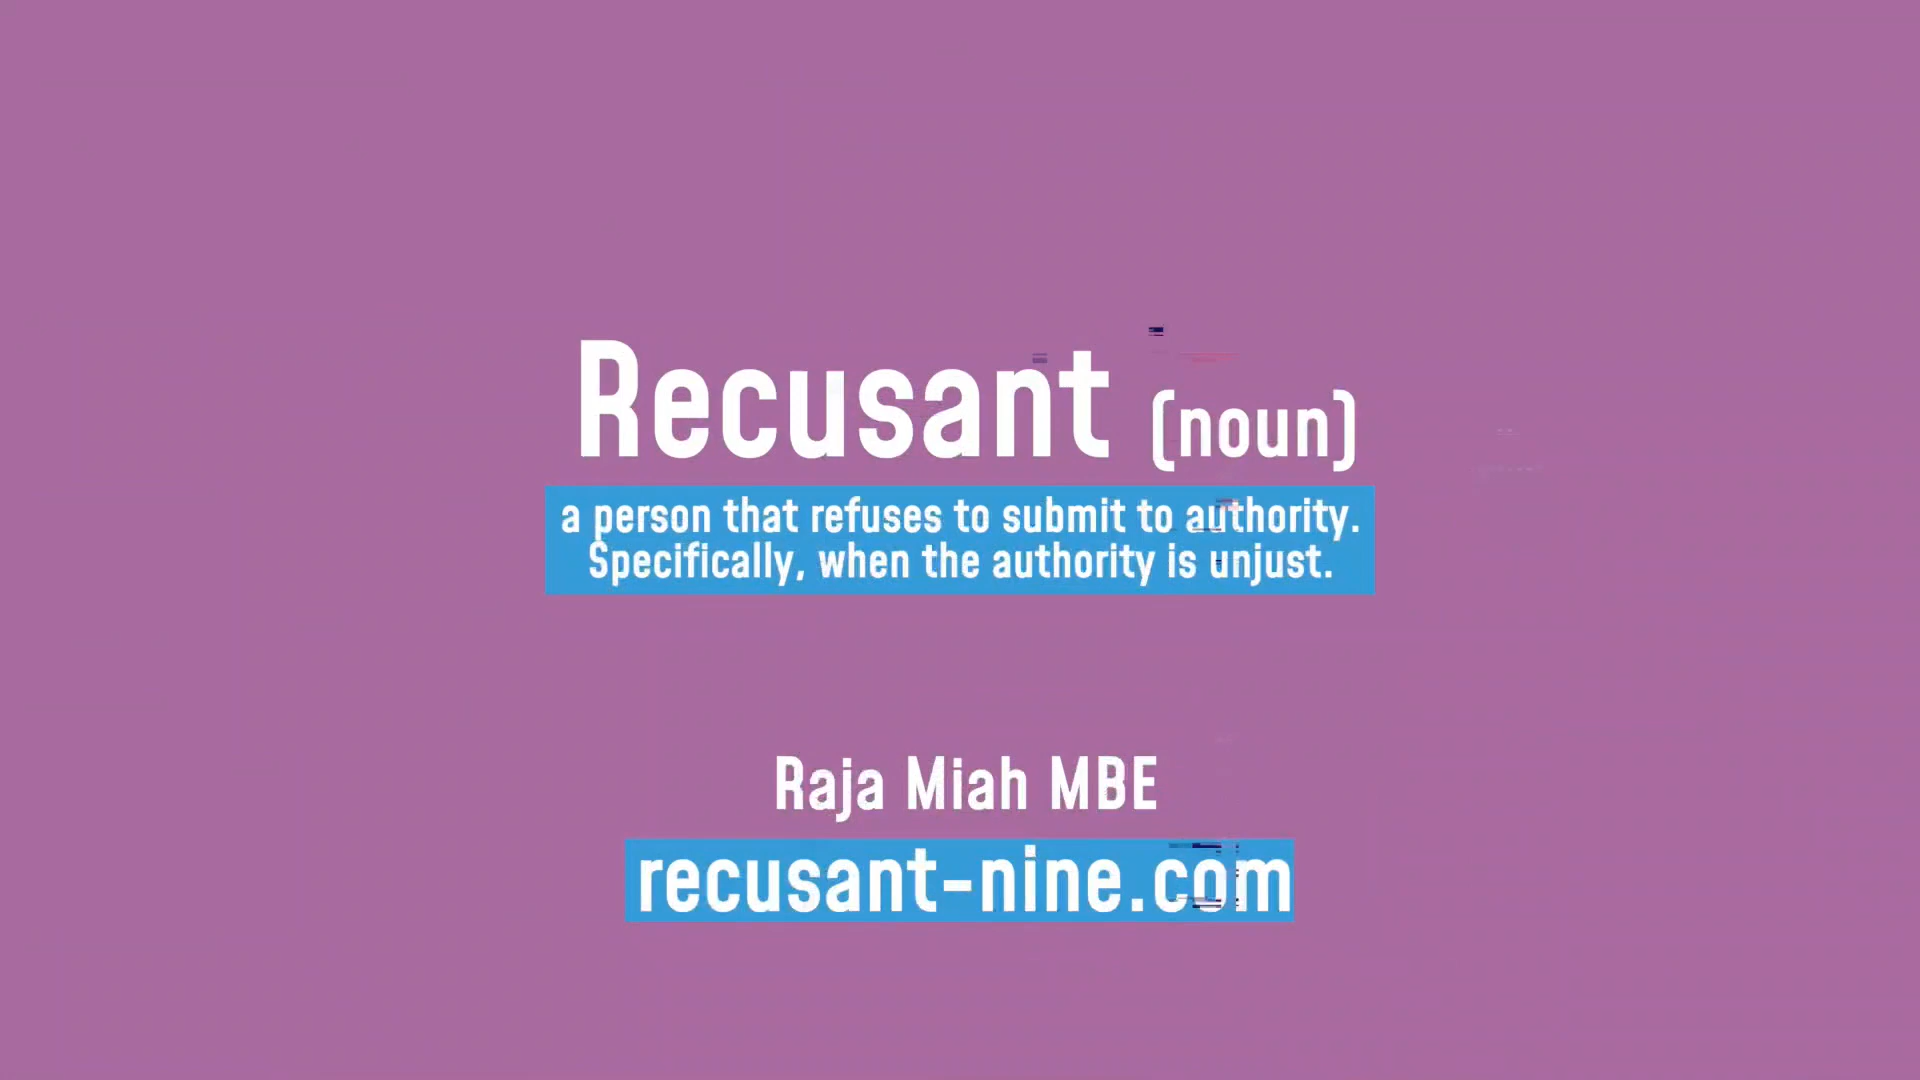 Recusant (noun)
a person that refuses to submit to authority.
Specifically, when the authority is unjust.
Raja Miah MBE
recusant-nine.com